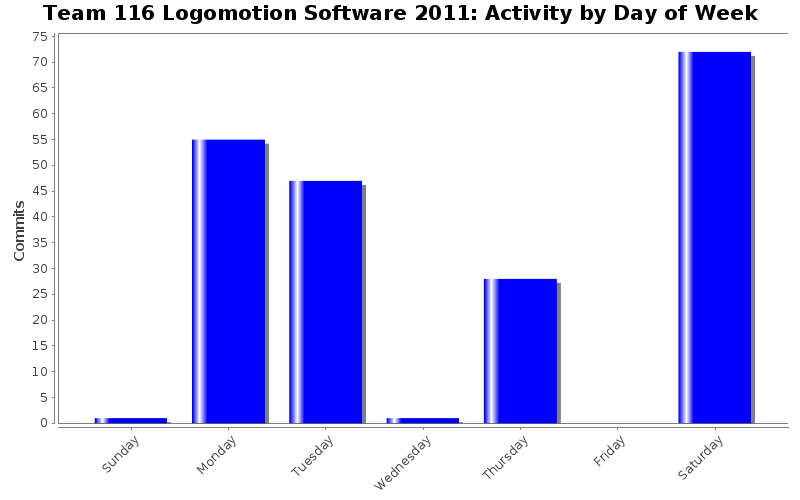 Team 116 Logomotion Software 2011: Activity by Day of Week
75
70
65
60
55
50
45
40
35
30
25
20
15
10
5
0
Commits
Sunday
Monday
Tuesday
Wednesday
Thursday
Friday
Saturday